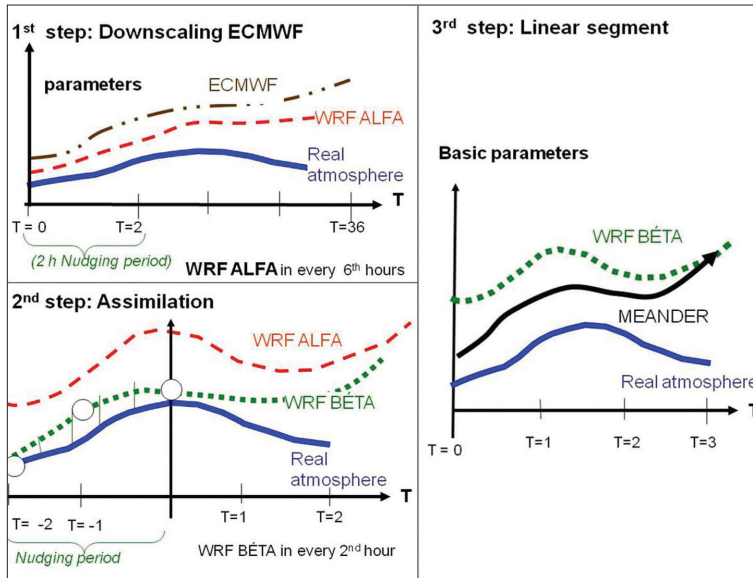 1st step: Downscaling ECMWF
parameters
ECMWF
WRF ALFA
Real
atmosphere
T
T = 0
T=2
T=36
(2 h Nudging period)
WRF ALFA in every 6th hours
2nd step: Assimilation
WRF ALFA
WRF BÉTA
Real
atmosphere
T
T= -2
T= -1
T=1
T=2
Nudging period
WRF BÉTA in every 2nd hour
3rd step: Linear segment
Basic parameters
WRF BÉTA
MEANDER
Real atmosphere
T
T = 0
T=1
T=2
T=3